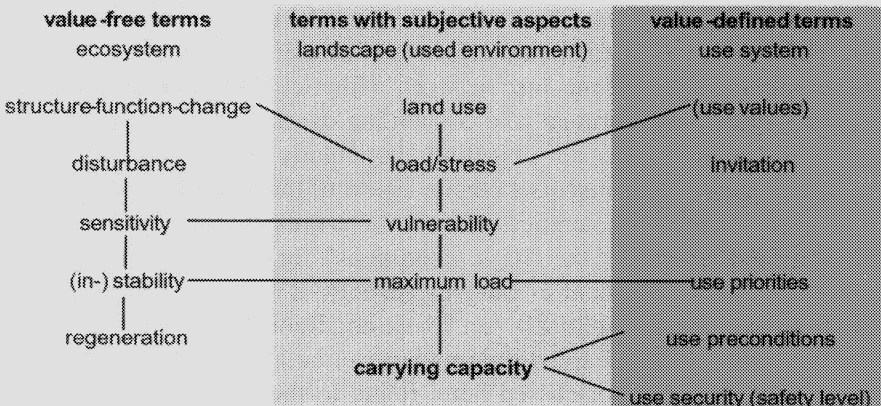 value-free terms terms with subjective aspects value-defined terms
ecosystem landscape (used environment) use system
structure-function-change land use (use values)
disturbance load/stress invitation
sensitivity vulnerability
(in-) stability maximum load use priorities
regeneration use preconditions
carrying capacity
use security (safety level)